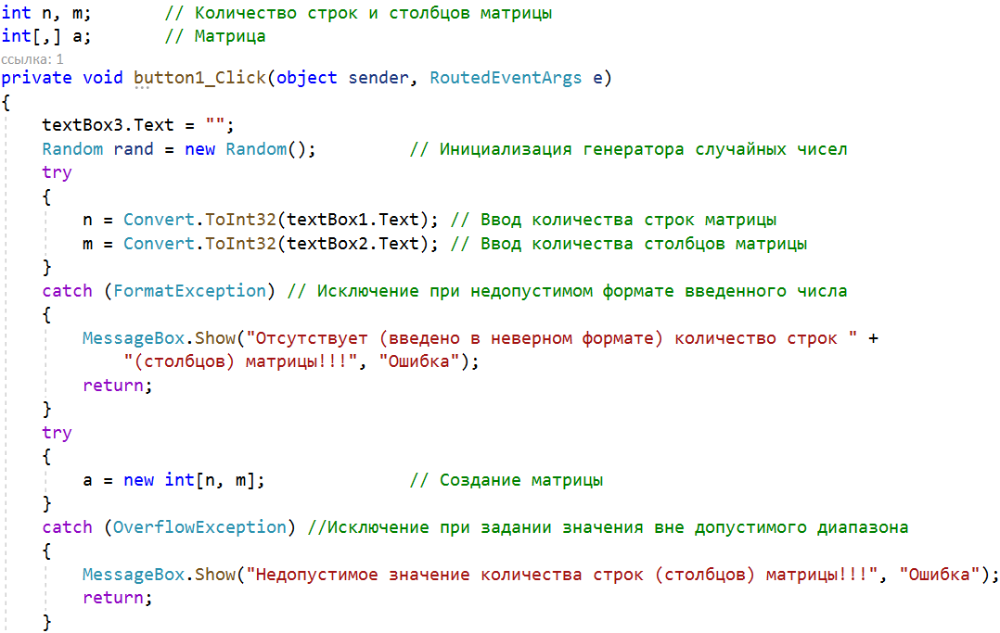 int n, m;       // Количество строк и столбцов матрицы
int[,] a;       // Матрица
ссылка: 1
private void button1_Click(object sender, RoutedEventArgs e)
{
    textBox3.Text = "";
    Random rand = new Random();         // Инициализация генератора случайных чисел
    try
    {
        n = Convert.ToInt32(textBox1.Text); // Ввод количества строк матрицы
        m = Convert.ToInt32(textBox2.Text); // Ввод количества столбцов матрицы
    }
    catch (FormatException) // Исключение при недопустимом формате введенного числа
    {
        MessageBox.Show("Отсутствует (введено в неверном формате) количество строк " +
            "(столбцов) матрицы!!!", "Ошибка");
        return;
    }
    try
    {
        a = new int[n, m];              // Создание матрицы
    }
    catch (OverflowException) //Исключение при задании значения вне допустимого диапазона
    {
        MessageBox.Show("Недопустимое значение количества строк (столбцов) матрицы!!!", "Ошибка");
        return;
    }